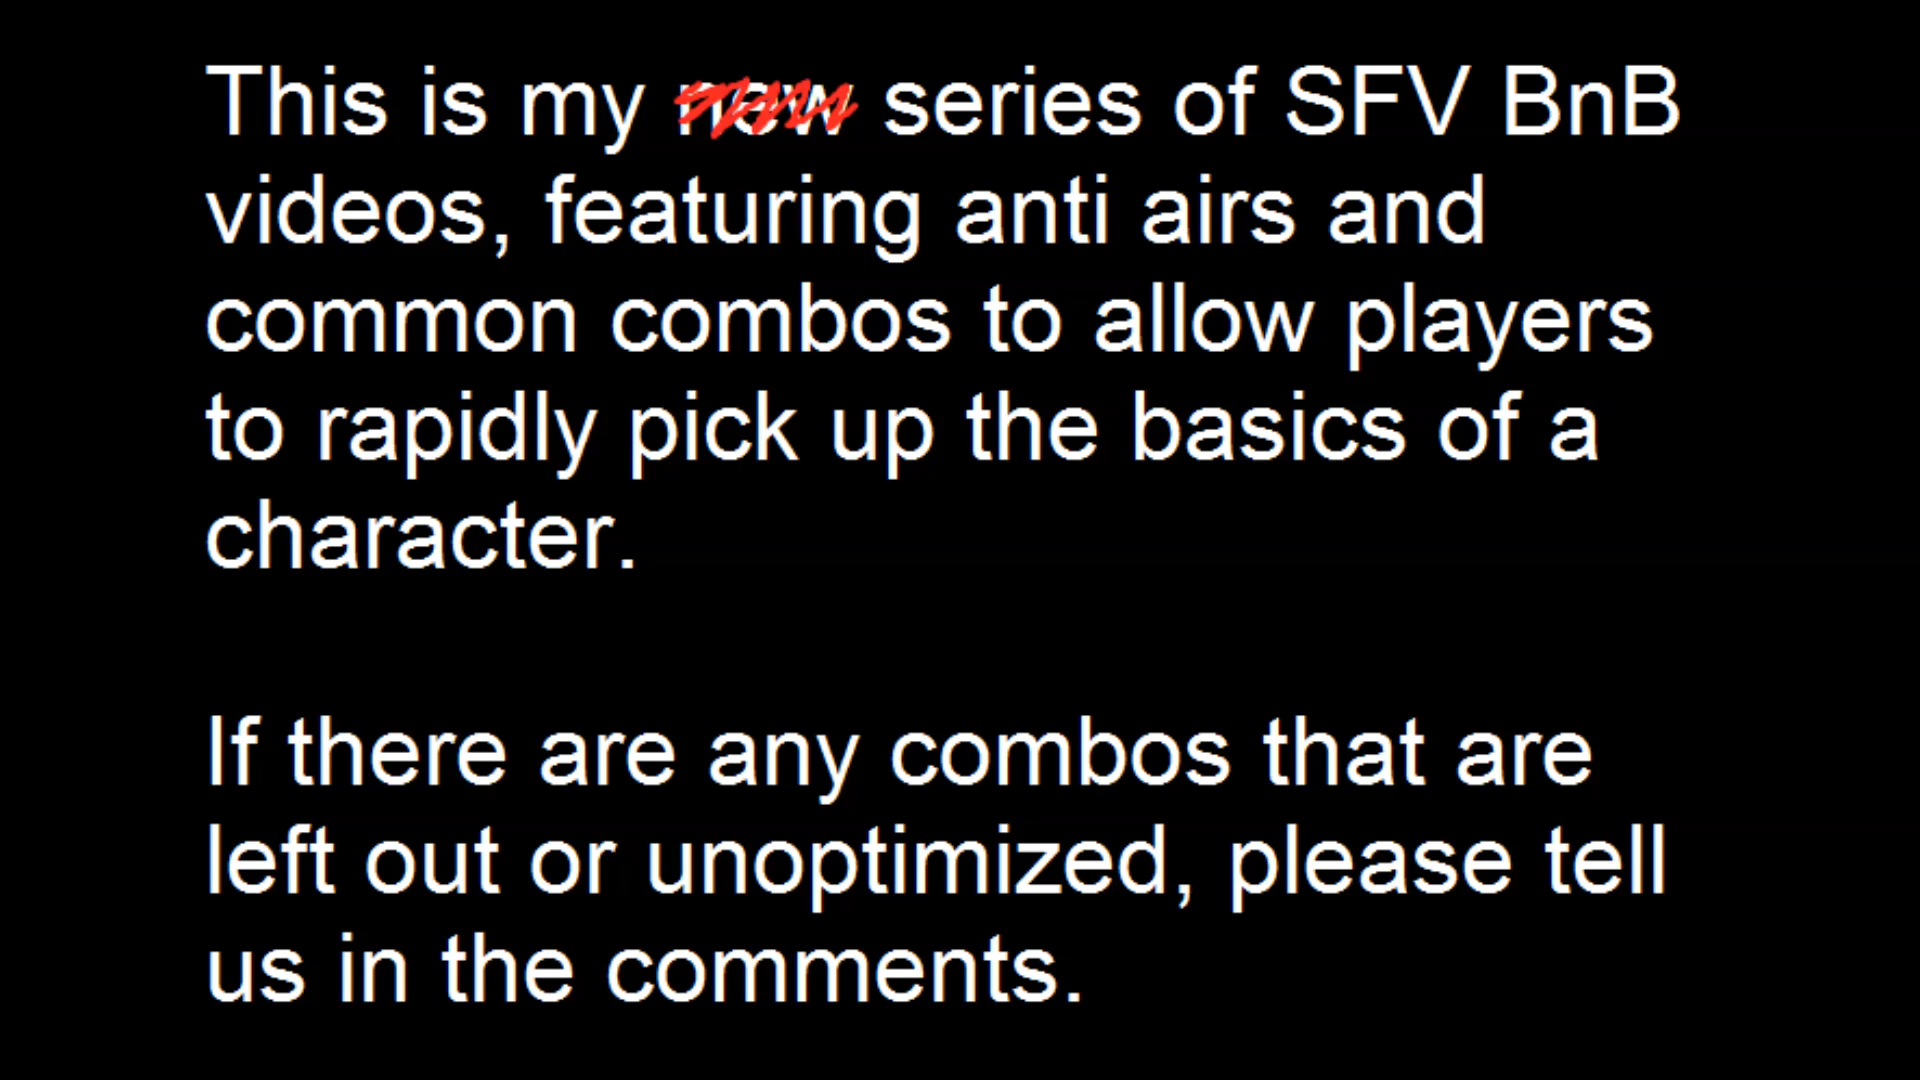 This is my new series of SFV BnB
videos, featuring anti airs and
common combos to allow players
to rapidly pick up the basics of a
character.
If there are any combos that are
left out or unoptimized, please tell
us in the comments.